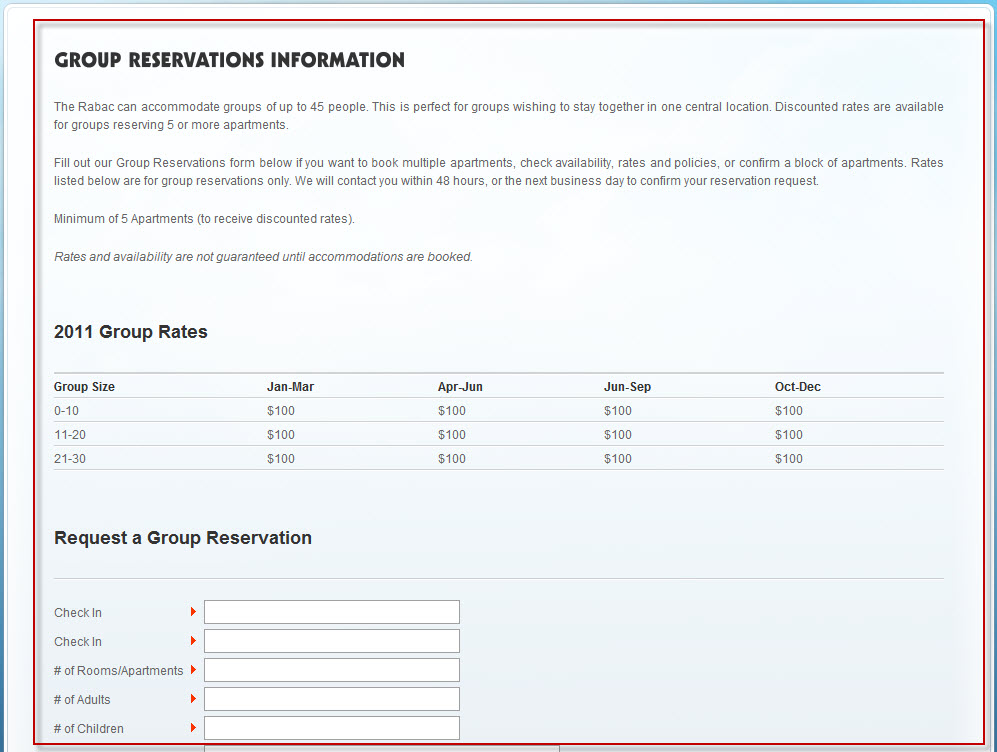 GROUP RESERVATIONS INFORMATION
The Rabac can accommodate groups of up to 45 people. This is perfect for groups wishing to stay together in one central location. Discounted rates are available
for groups reserving 5 or more apartments.
Fill out our Group Reservations form below if you want to book multiple apartments, check availability, rates and policies, or confirm a block of apartments. Rates
listed below are for group reservations only. We will contact you within 48 hours, or the next business day to confirm your reservation request.
Minimum of 5 Apartments (to receive discounted rates).
Rates and availability are not guaranteed until accommodations are booked.
2011 Group Rates
Group Size Jan-Mar Apr-Jun Jun-Sep Oct-Dec
0-10 $100 $100 $100 $100
11-20 $100 $100 $100 $100
21-30 $100 $100 $100 $100
Request a Group Reservation
Check In
Check In
# of Rooms/Apartments
# of Adults
# of Children